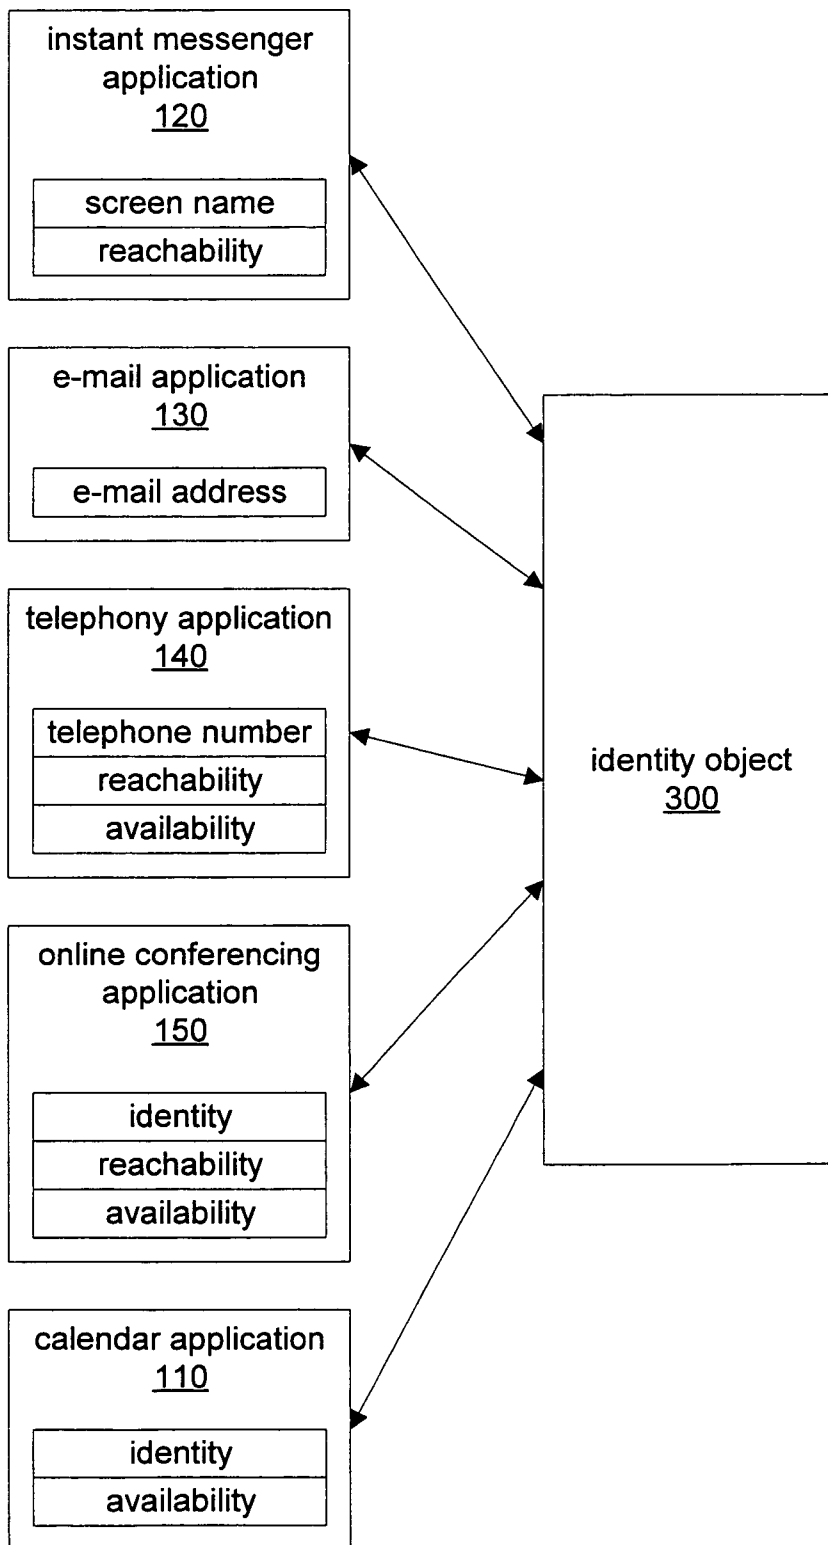 instant messenger
application
120
screen name
reachability
e-mail application
130
e-mail address
telephony application
140
telephone number
reachability
availability
online conferencing
application
150
identity
reachability
availability
calendar application
110
identity
availability
identity object
300